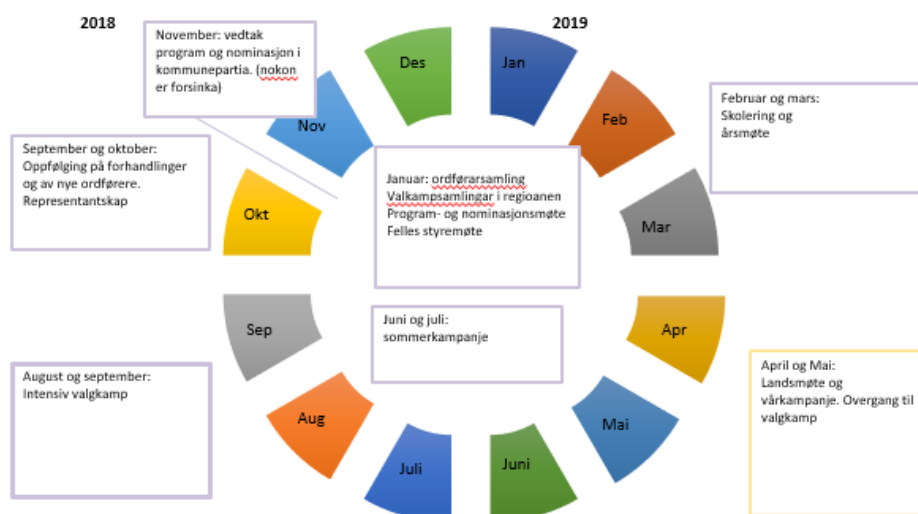 2018
2019
November: vedtak
program og nominasjon i
kommunepartia. (nokon
er forsinka)
Des
Jan
Nov
Feb
Februar og mars:
Skolering og
årsmøte
September og oktober:
Oppfølging på forhandlinger
og av nye ordførere.
Representantskap
Januar: ordførarsamling
Valkampsamlingar i regioanen
Program- og nominasjonsmøte
Felles styremøte
Okt
Mar
Sep
Juni og juli:
sommerkampanje
Apr
August og september:
Intensiv valgkamp
April og Mai:
Landsmøte og
vårkampanje. Overgang til
valgkamp
Aug
Mai
Juli
Juni